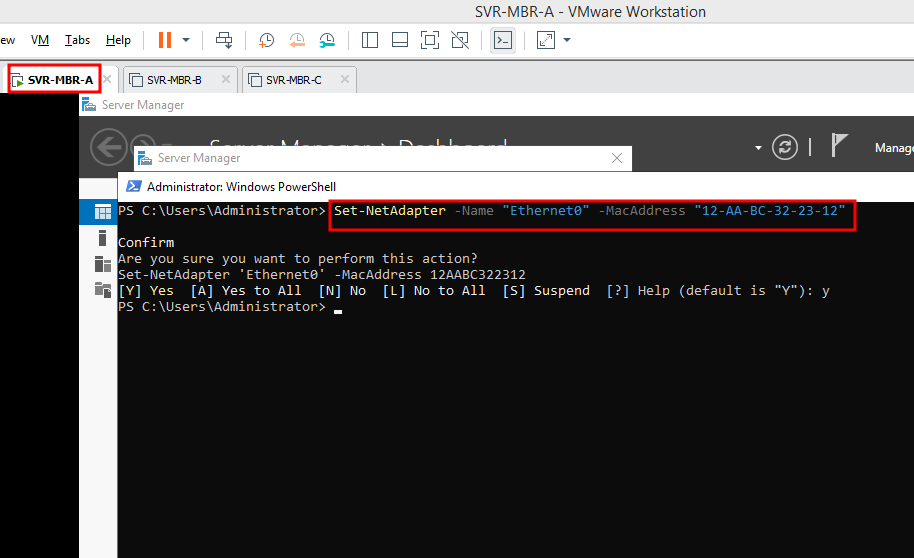 SVR-MBR-A - VMware Workstation
ew VM Tabs Help
SVR-MBR-A SVR-MBR-B SVR-MBR-C
Server Manager
Server Manager Dashboard
Manage
Server Manager
Administrator: Windows PowerShell
PS C:\Users\Administrator> Set-NetAdapter -Name "Ethernet0" -MacAddress "12-AA-BC-32-23-12"
Confirm
Are you sure you want to perform this action?
Set-NetAdapter 'Ethernet0' -MacAddress 12AABC322312
[Y] Yes [A] Yes to All [N] No [L] No to All [S] Suspend [?] Help (default is "Y"): y
PS C:\Users\Administrator>